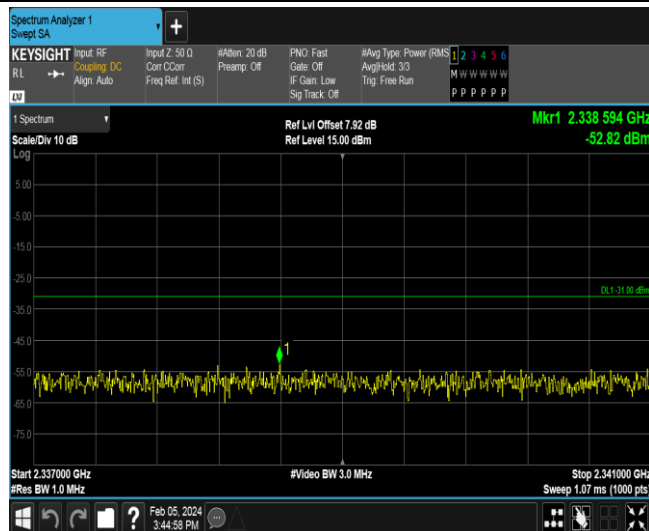 Spectrum Analyzer 1
Swept SA
+
KEYSIGHT
RL
LXI
Input: RF
Coupling: DC
Align: Auto
Input Z: 50 Ω
Corr CCorr
Freq Ref: Int (S)
#Atten: 20 dB
Preamp: Off
PNO: Fast
Gate: Off
IF Gain: Low
Sig Track: Off
#Avg Type: Power (RMS
Avg|Hold: 3/3
Trig: Free Run
1 2 3 4 5 6
M W W W W W
P P P P P P
1 Spectrum
Scale/Div 10 dB
Ref Lvl Offset 7.92 dB
Ref Level 15.00 dBm
Mkr1 2.338 594 GHz
-52.82 dBm
Log
5.00
-5.00
-15.0
-25.0
DL1 -31.00 dBm
-35.0
-45.0
1
-55.0
-65.0
-75.0
Start 2.337000 GHz
#Video BW 3.0 MHz
Stop 2.341000 GHz
#Res BW 1.0 MHz
Sweep 1.07 ms (1000 pts)
?
Feb 05, 2024
3:44:58 PM